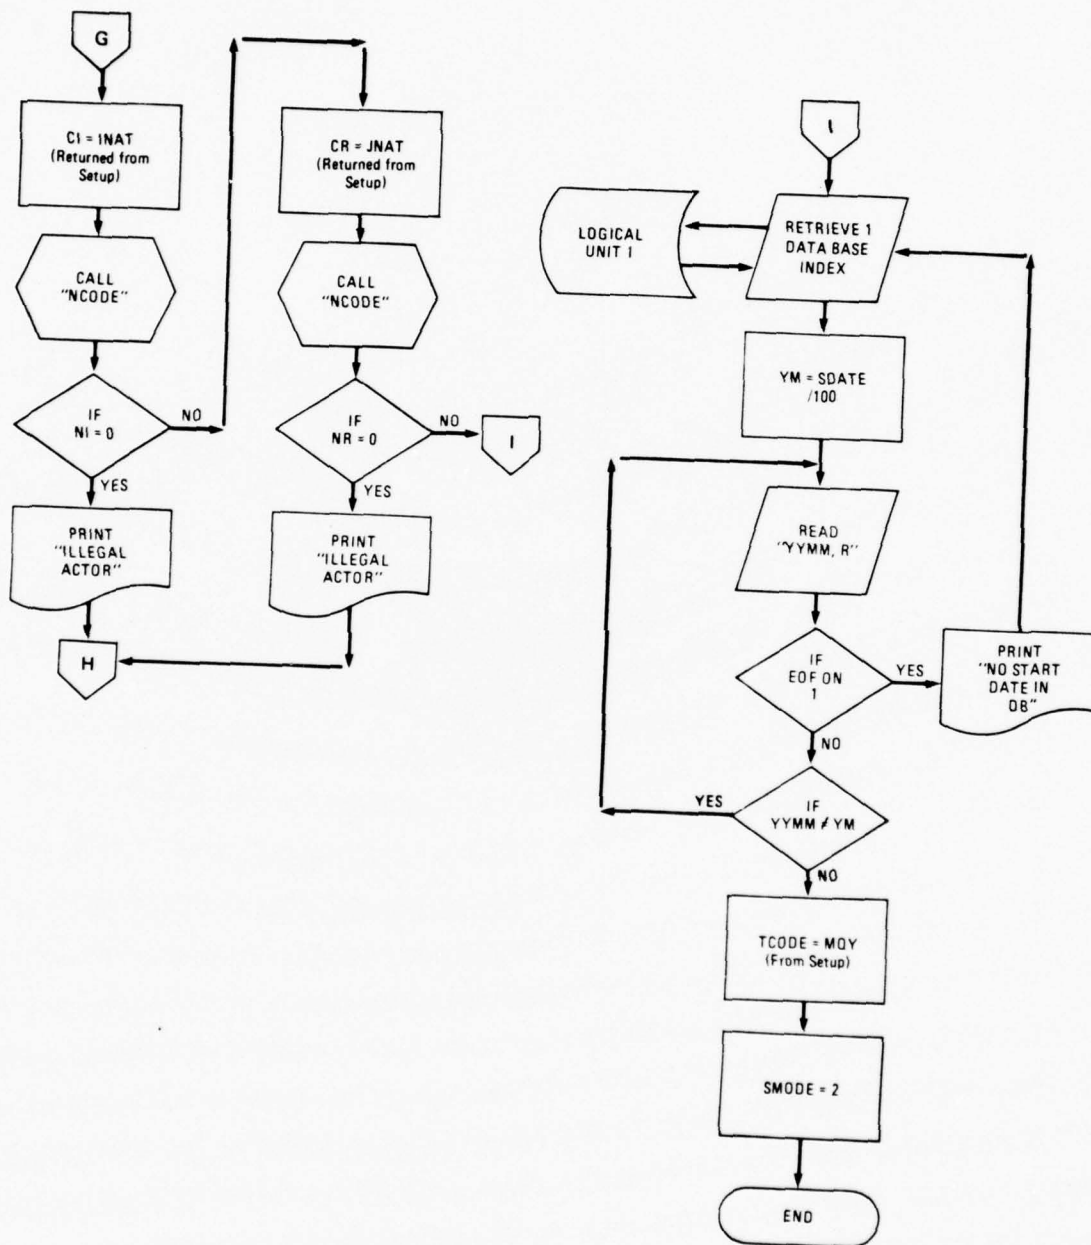 G
CI = INAT
(Returned from
Setup)
CALL
"NCODE"
IF
NI = 0
NO
YES
PRINT
"ILLEGAL
ACTOR"
H
CR = JNAT
(Returned from
Setup)
CALL
"NCODE"
IF
NR = 0
NO
I
YES
PRINT
"ILLEGAL
ACTOR"
I
LOGICAL
UNIT 1
RETRIEVE 1
DATA BASE
INDEX
YM = SDATE
/100
READ
"YYMM, R"
IF
EOF ON
1
YES
PRINT
"NO START
DATE IN
DB"
NO
IF
YYMM ≠ YM
YES
NO
TCODE = MQY
(From Setup)
SMODE = 2
END